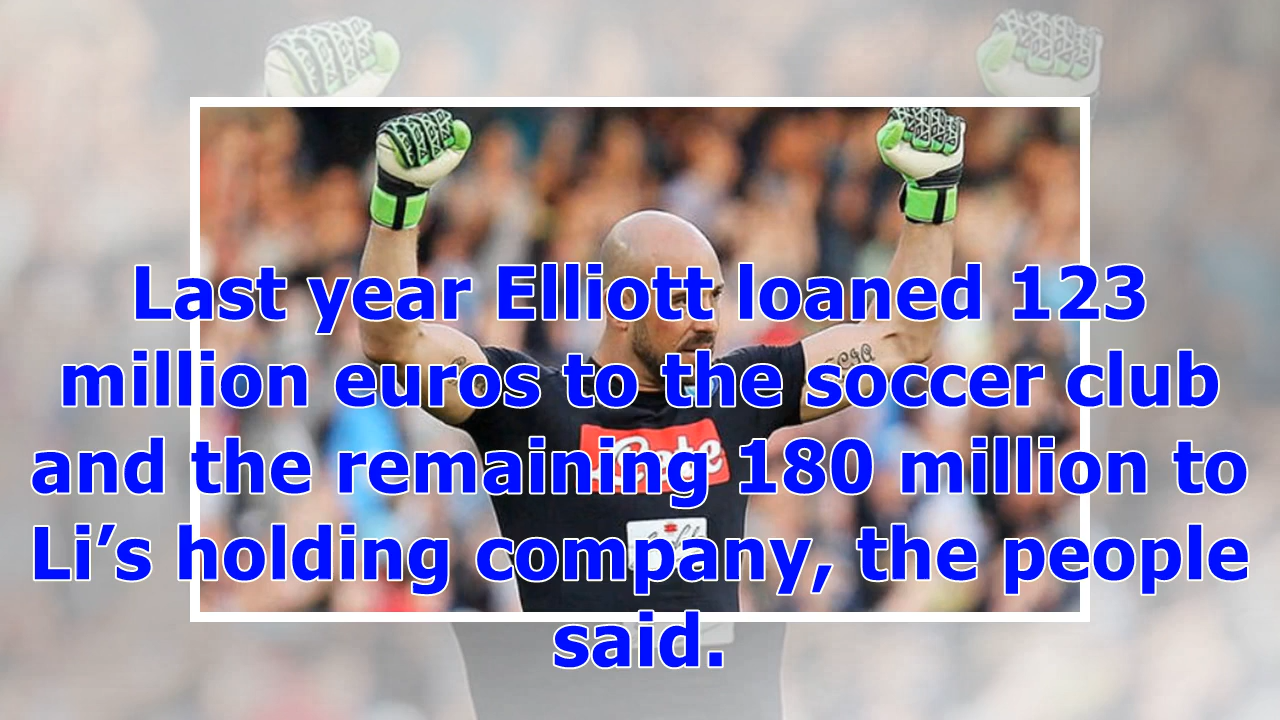 Last year Elliott loaned 123
million euros to the soccer club
and the remaining 180 million to
Li’s holding company, the people
said.